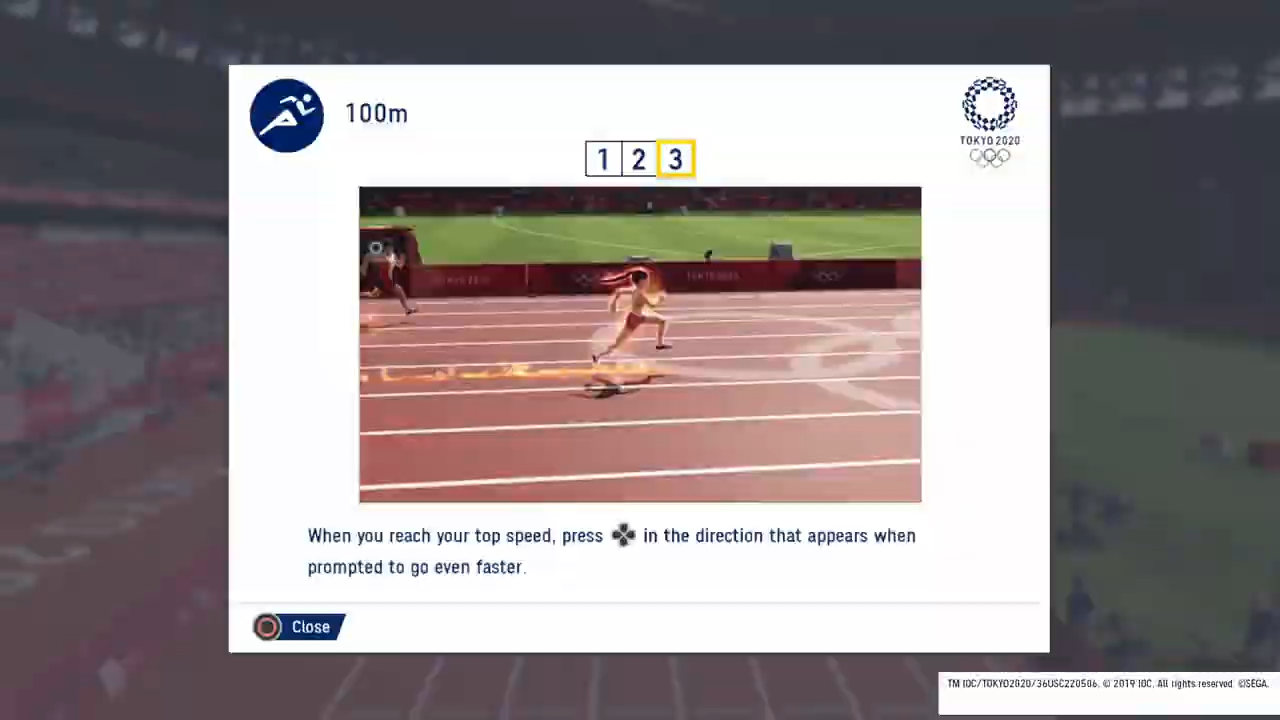 100m
TOKYO 2020
1 2 3
When you reach your top speed, press in the direction that appears when
prompted to go even faster.
Close
TM IOC/TOKYO2020/36USC220506. © 2019 IOC. All rights reserved. ©SEGA.